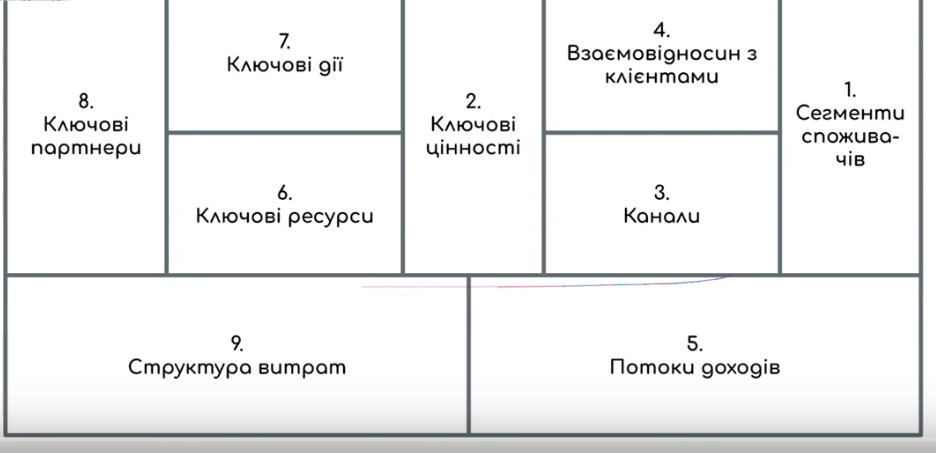 8.
Ключові
партнери
7.
Ключові дії
6.
Ключові ресурси
2.
Ключові
цінності
4.
Взаємовідносин з
клієнтами
3.
Канали
1.
Сегменти
спожива-
чів
9.
Структура витрат
5.
Потоки доходів